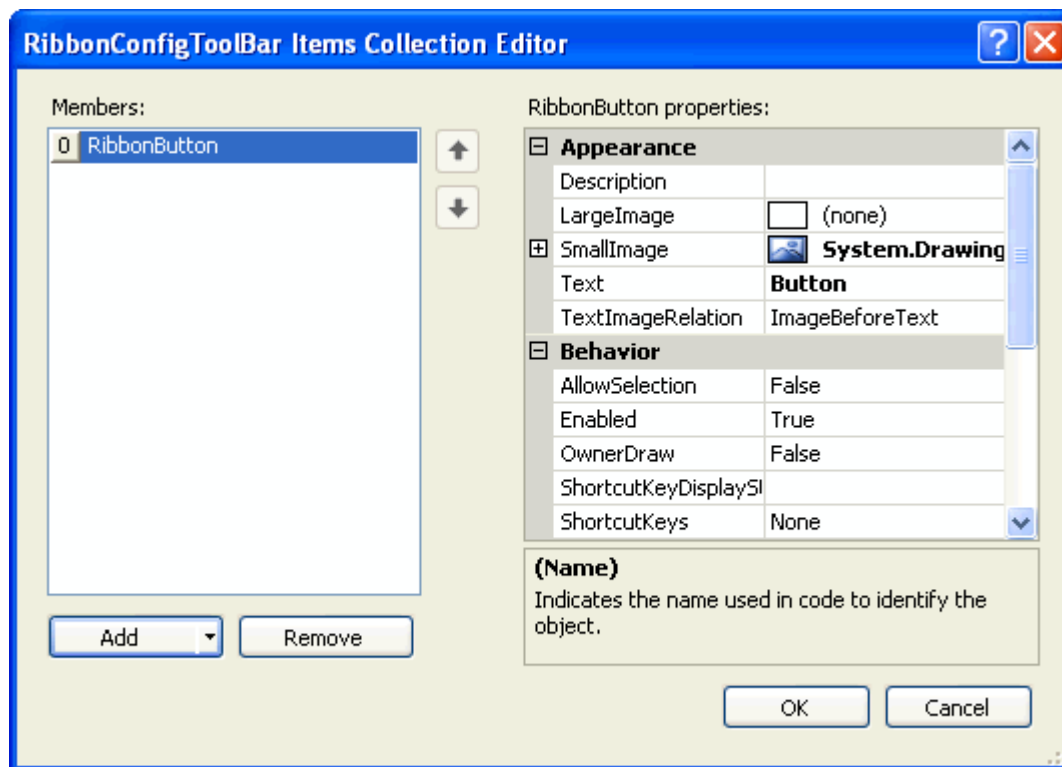 RibbonConfigToolBar Items Collection Editor
Members:
0 RibbonButton
Add
Remove
RibbonButton properties:
Appearance
Description
LargeImage (none)
SmallImage System.Drawing
Text Button
TextImageRelation ImageBeforeText
Behavior
AllowSelection False
Enabled True
OwnerDraw False
ShortcutKeyDisplaySt
ShortcutKeys None
(Name)
Indicates the name used in code to identify the
object.
OK
Cancel